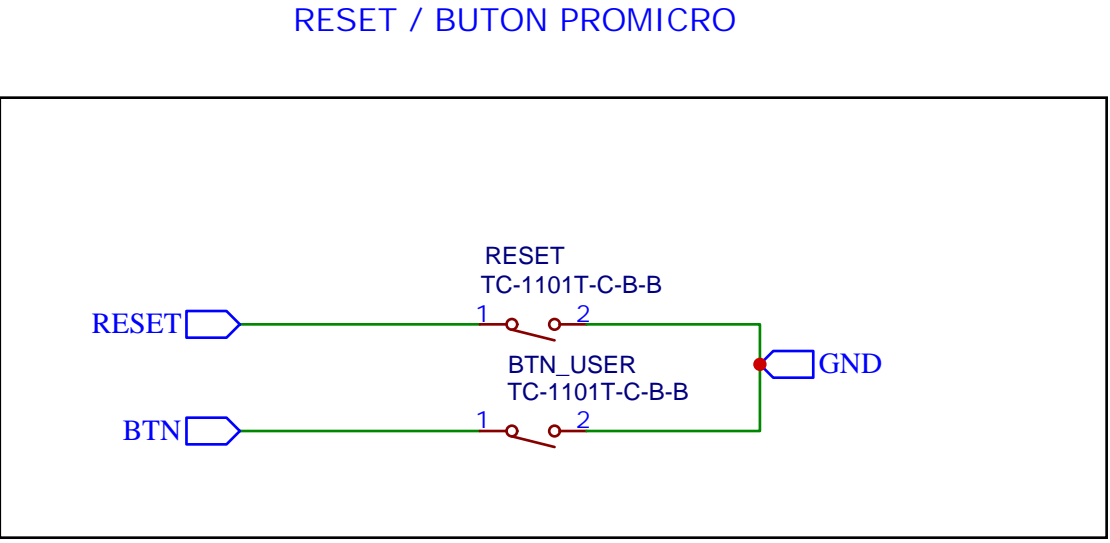 RESET / BUTON PROMICRO
RESET
TC-1101T-C-B-B
RESET
1
2
BTN_USER
GND
TC-1101T-C-B-B
BTN
1
2